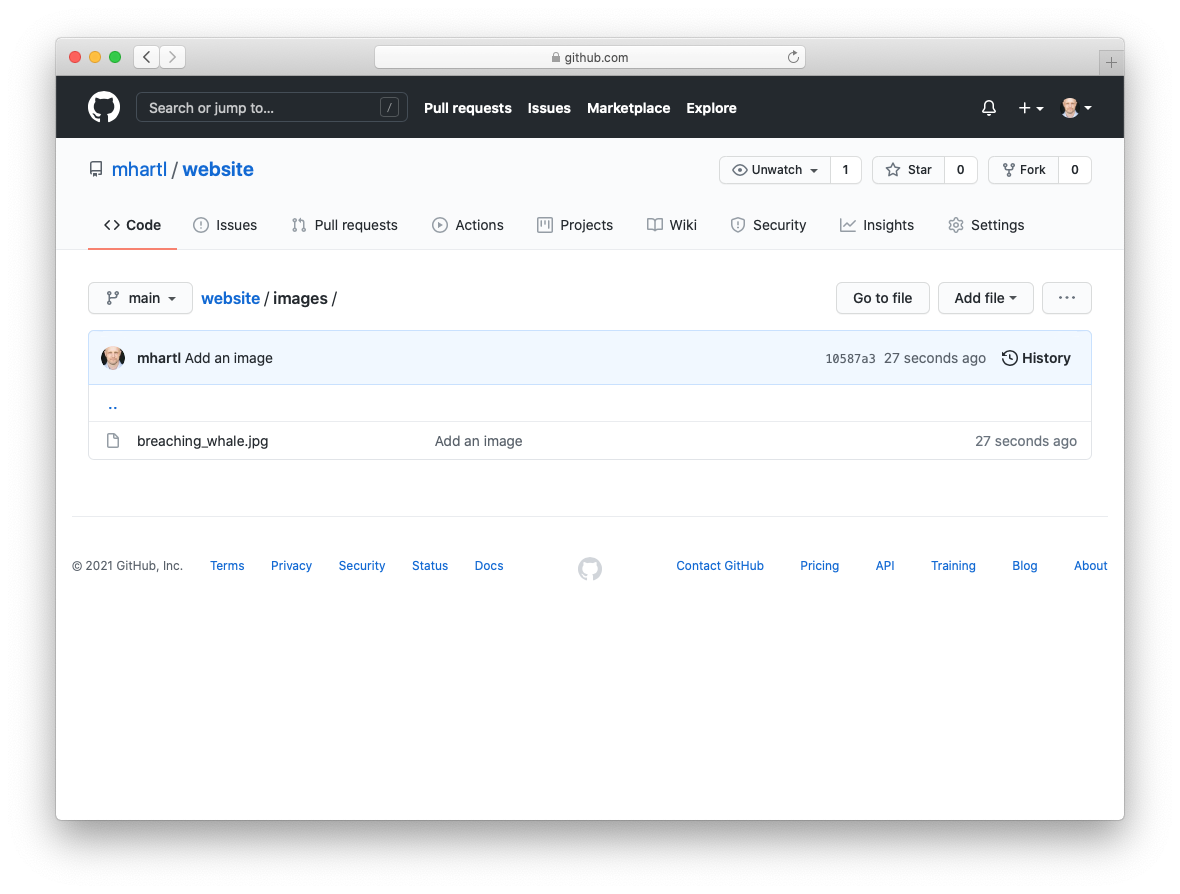 github.com
Search or jump to... / Pull requests Issues Marketplace Explore
mhartl / website Unwatch 1 Star 0 Fork 0
Code Issues Pull requests Actions Projects Wiki Security Insights Settings
main website / images / Go to file Add file ...
mhartl Add an image 10587a3 27 seconds ago History
..
breaching_whale.jpg Add an image 27 seconds ago
© 2021 GitHub, Inc. Terms Privacy Security Status Docs Contact GitHub Pricing API Training Blog About